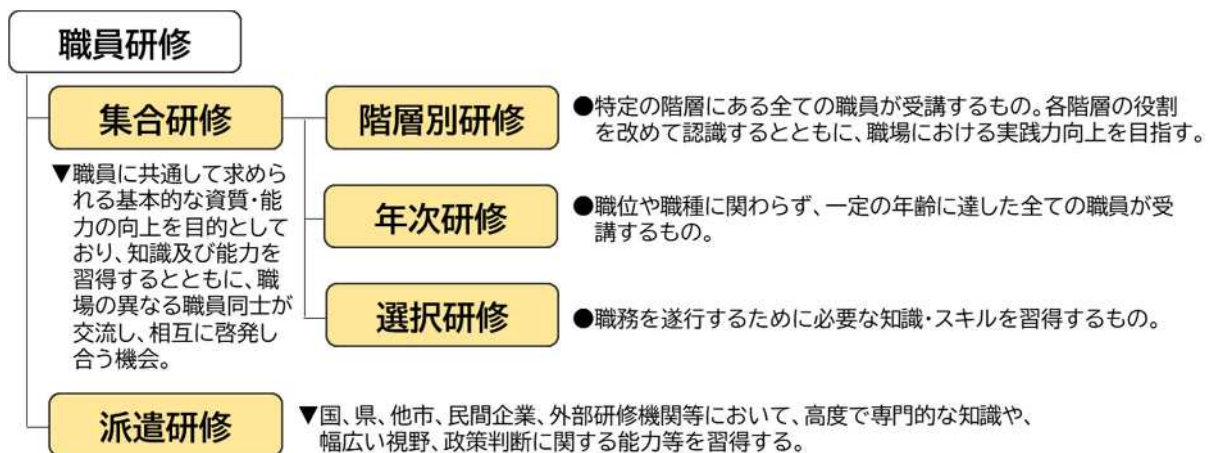 職員研修
集合研修
▼職員に共通して求めら
れる基本的な資質・能
力の向上を目的として
おり、知識及び能力を
習得するとともに、職
場の異なる職員同士が
交流し、相互に啓発し
合う機会。
階層別研修
●特定の階層にある全ての職員が受講するもの。各階層の役割
を改めて認識するとともに、職場における実践力向上を目指す。
年次研修
●職位や職種に関わらず、一定の年齢に達した全ての職員が受
講するもの。
選択研修
●職務を遂行するために必要な知識・スキルを習得するもの。
派遣研修
▼国、県、他市、民間企業、外部研修機関等において、高度で専門的な知識や、
幅広い視野、政策判断に関する能力等を習得する。